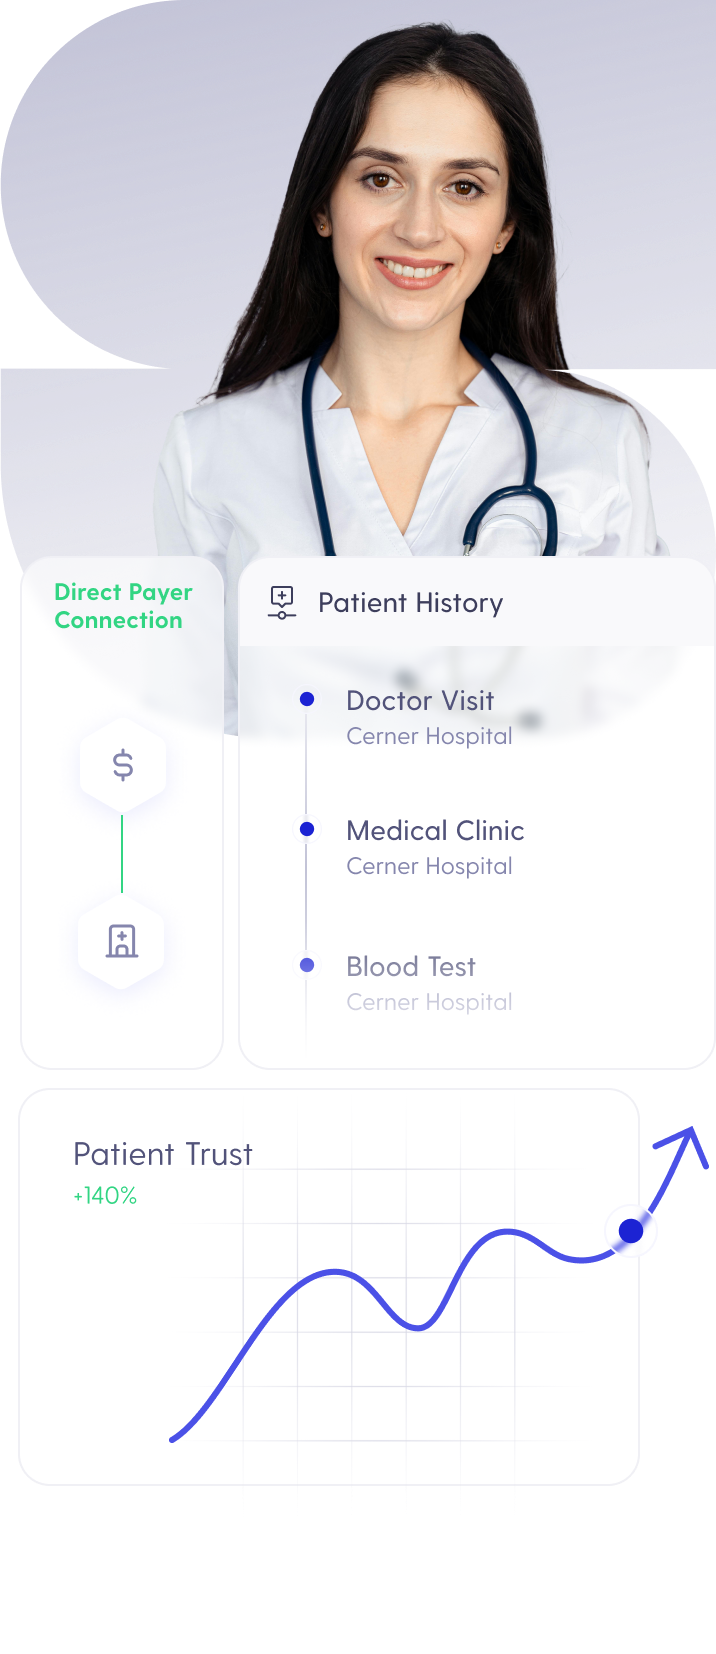 Direct Payer
Connection
$
Patient History
Doctor Visit
Cerner Hospital
Medical Clinic
Cerner Hospital
Blood Test
Cerner Hospital
Patient Trust
+140%